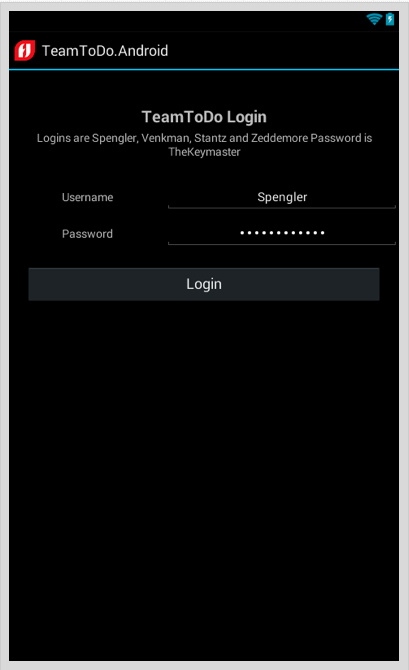 TeamToDo.Android
TeamToDo Login
Logins are Spengler, Venkman, Stantz and Zeddemore Password is
TheKeymaster
Username Spengler
Password ••••••••••••
Login